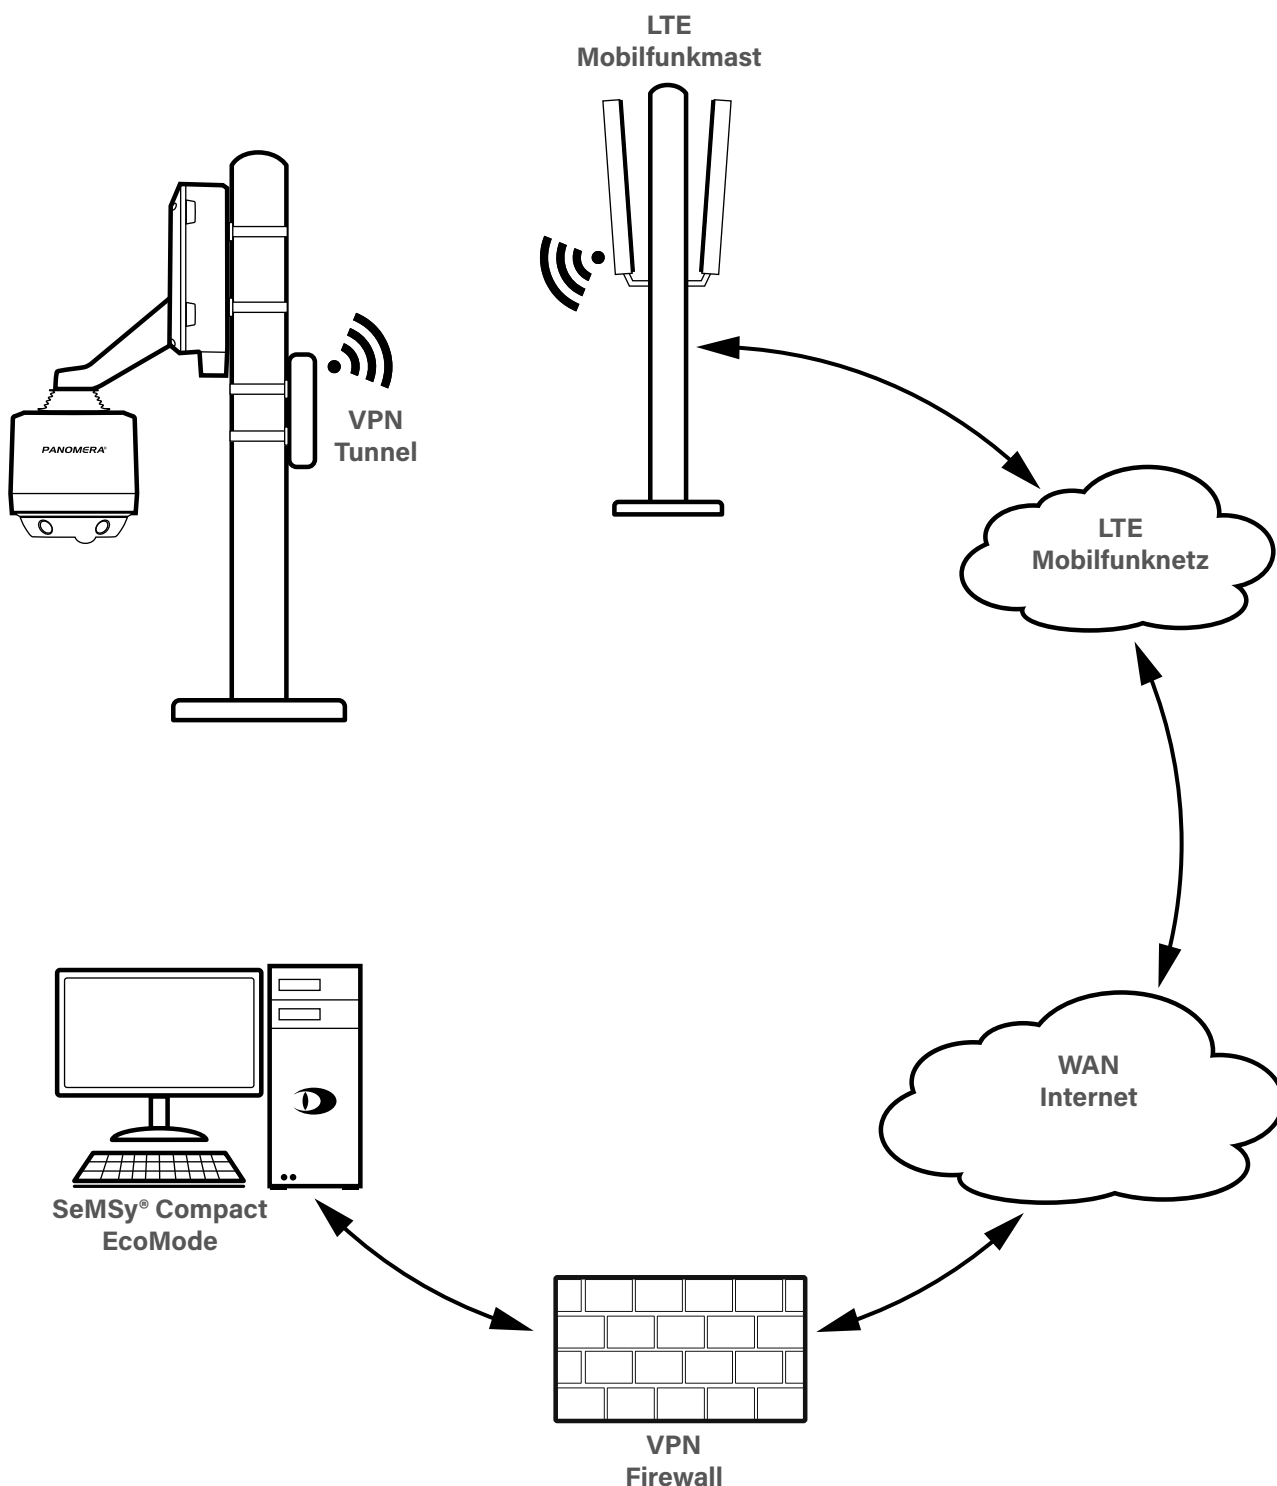 LTE
Mobilfunkmast
VPN
Tunnel
PANOMERA®
LTE
Mobilfunknetz
WAN
Internet
SeMSy® Compact
EcoMode
VPN
Firewall